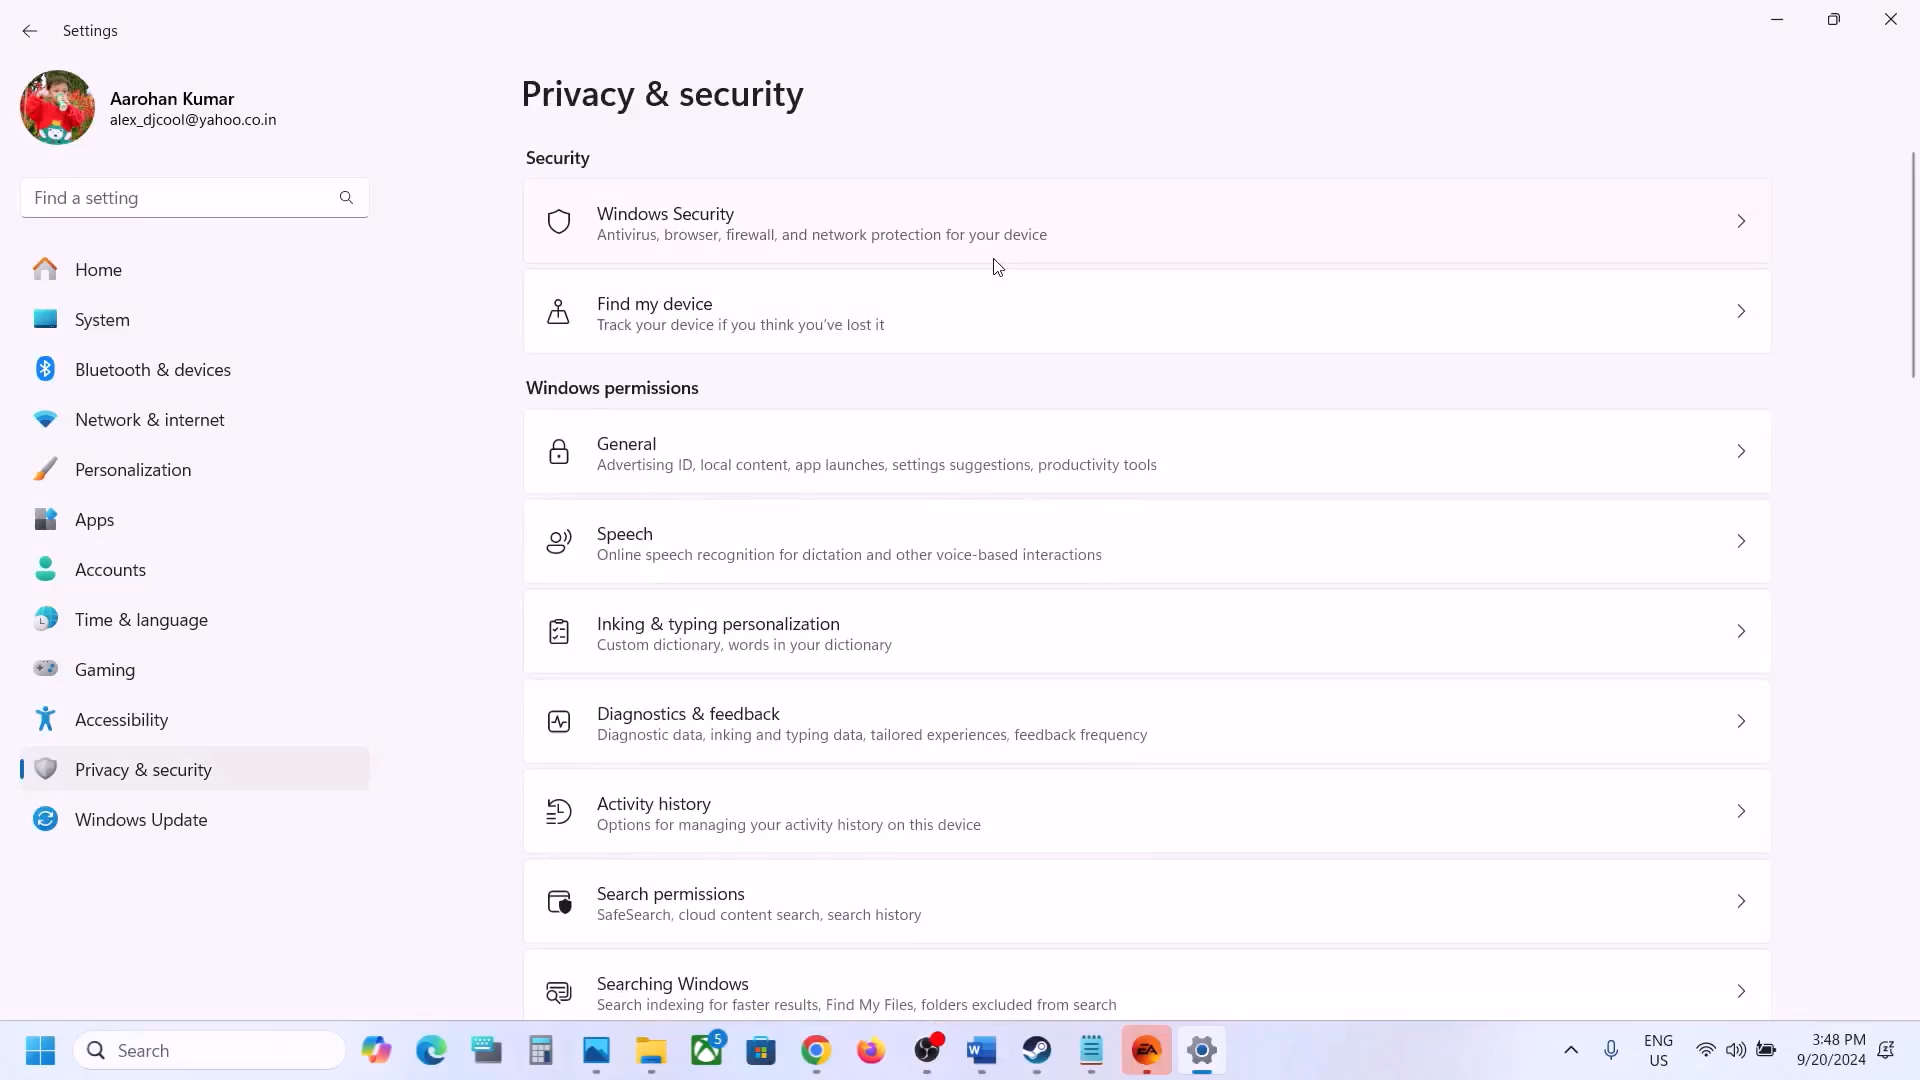 Settings
Aarohan Kumar
alex_djcool@yahoo.co.in
Find a setting
Home
System
Bluetooth & devices
Network & internet
Personalization
Apps
Accounts
Time & language
Gaming
Accessibility
Privacy & security
Windows Update
Privacy & security
Security
Windows Security
Antivirus, browser, firewall, and network protection for your device
Find my device
Track your device if you think you've lost it
Windows permissions
General
Advertising ID, local content, app launches, settings suggestions, productivity tools
Speech
Online speech recognition for dictation and other voice-based interactions
Inking & typing personalization
Custom dictionary, words in your dictionary
Diagnostics & feedback
Diagnostic data, inking and typing data, tailored experiences, feedback frequency
Activity history
Options for managing your activity history on this device
Search permissions
SafeSearch, cloud content search, search history
Searching Windows
Search indexing for faster results, Find My Files, folders excluded from search
Search
5
EA
ENG
US
3:48 PM
9/20/2024